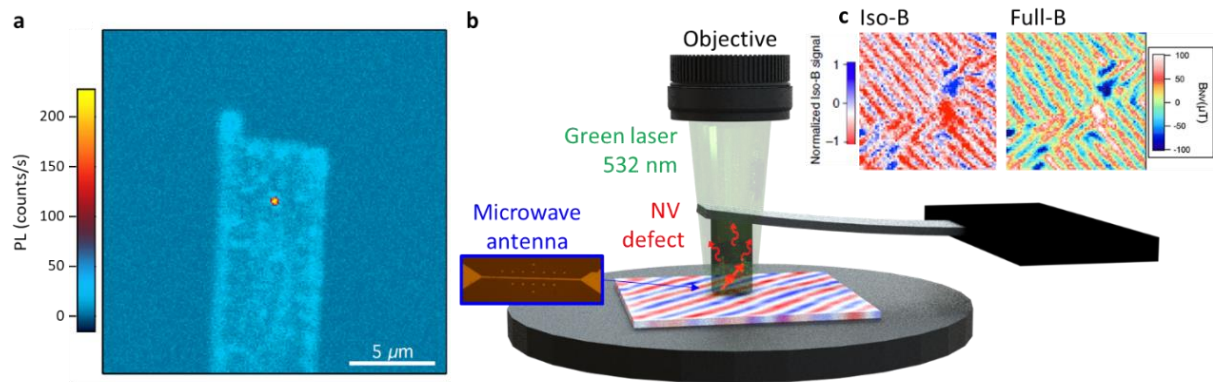 a
PL (counts/s)
200
150
100
50
0
5 μm
b
Objective
Green laser
532 nm
Microwave
antenna
NV
defect
c
Iso-B
Full-B
Normalized Iso-B signal
1
0
−1
100
50
0
-50
-100
BNV(μT)